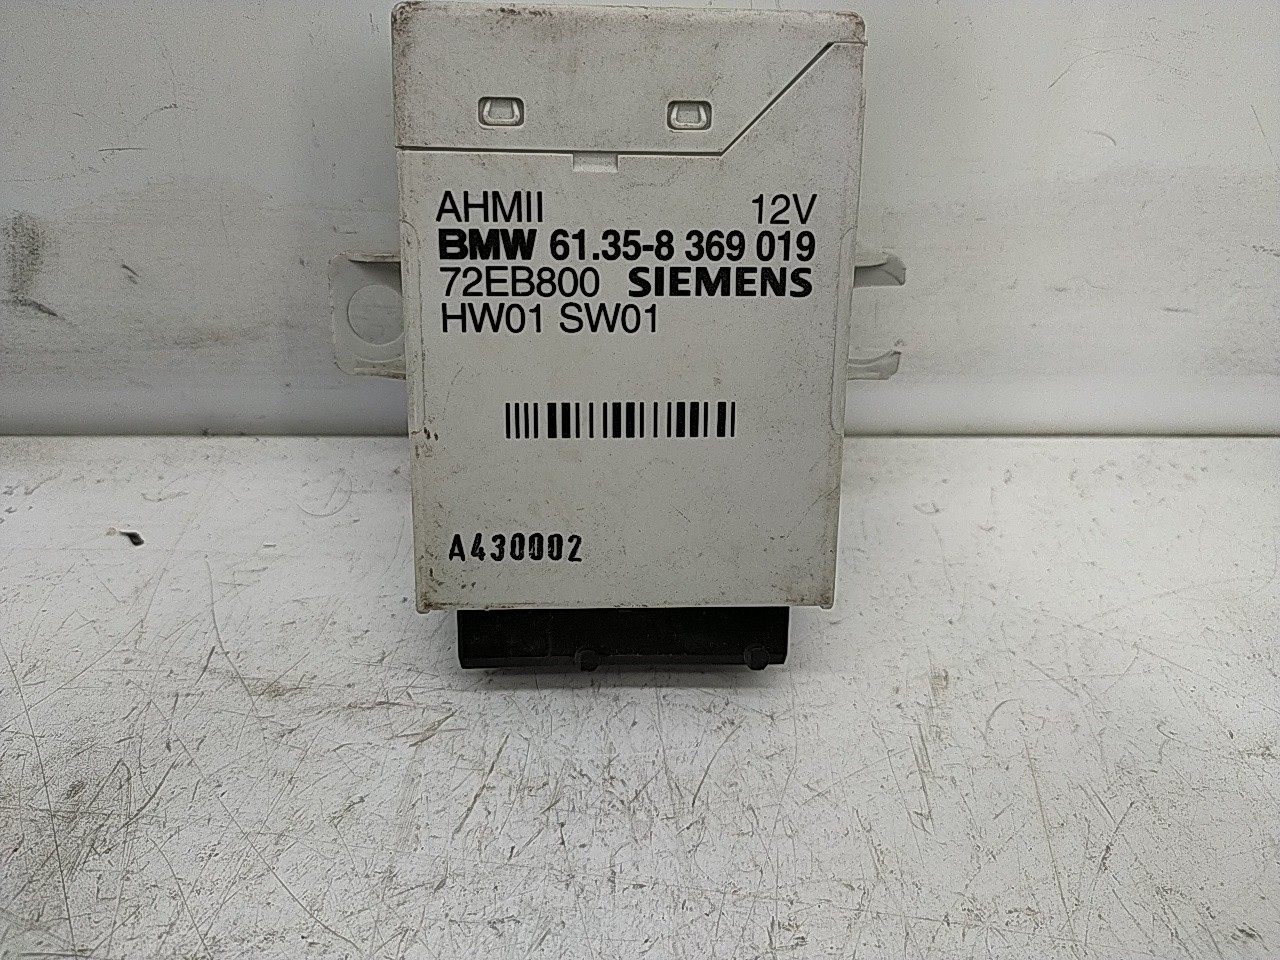 AHMII 12V
BMW 61.35-8 369 019
72EB800 SIEMENS
HW01 SW01
A430002